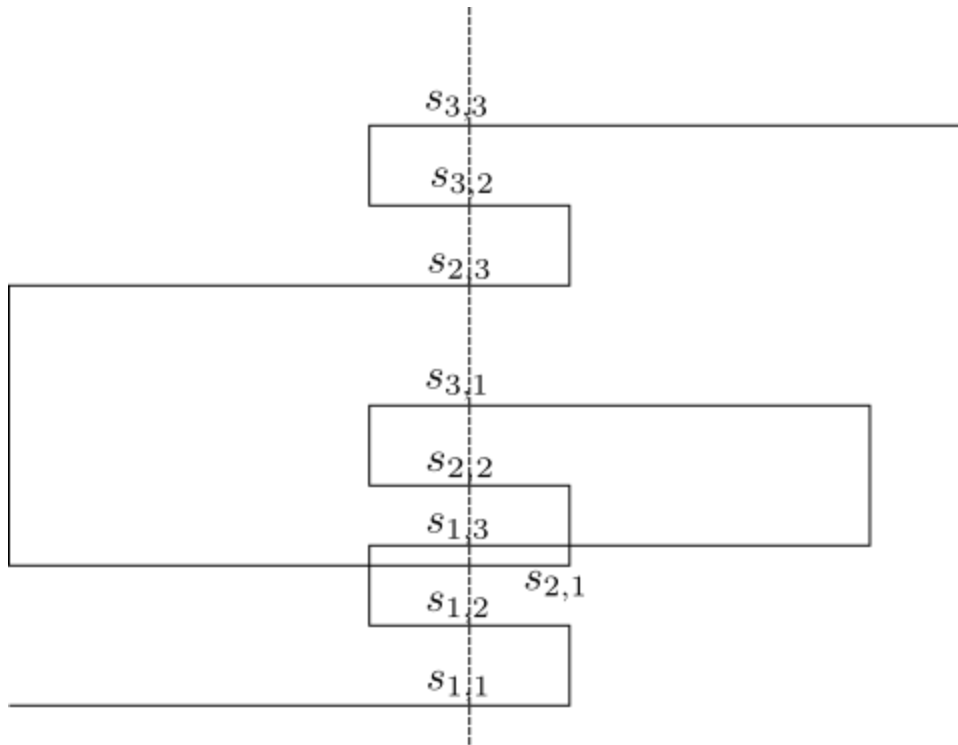 s_{3,3}
s_{3,2}
s_{2,3}
s_{3,1}
s_{2,2}
s_{1,3}
s_{2,1}
s_{1,2}
s_{1,1}